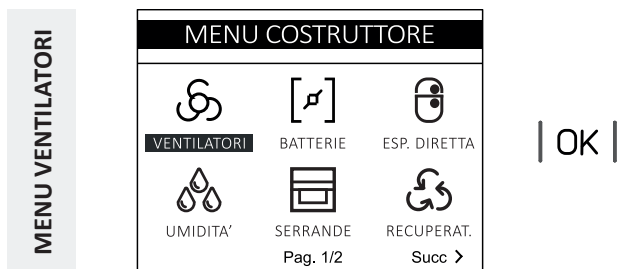 MENU VENTILATORI
MENU COSTRUTTORE
VENTILATORI BATTERIE ESP. DIRETTA
| OK |
UMIDITA' SERRANDE RECUPERAT.
Pag. 1/2 Succ >